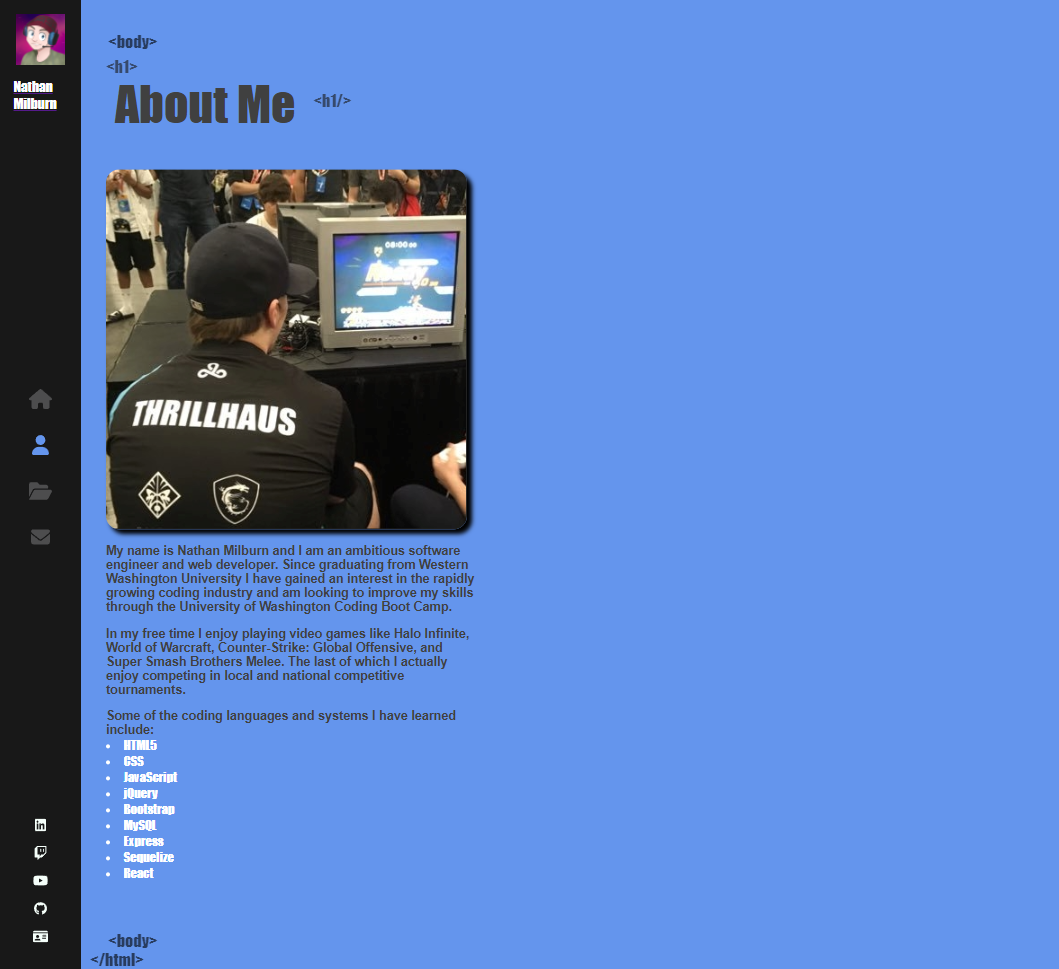 Nathan
Milburn
<body>
<h1>
About Me <h1/>
08:00
Ready
THRILLHAUS
My name is Nathan Milburn and I am an ambitious software
engineer and web developer. Since graduating from Western
Washington University I have gained an interest in the rapidly
growing coding industry and am looking to improve my skills
through the University of Washington Coding Boot Camp.
In my free time I enjoy playing video games like Halo Infinite,
World of Warcraft, Counter-Strike: Global Offensive, and
Super Smash Brothers Melee. The last of which I actually
enjoy competing in local and national competitive
tournaments.
Some of the coding languages and systems I have learned
include:
HTML5
CSS
JavaScript
jQuery
Bootstrap
MySQL
Express
Sequelize
React
<body>
</html>